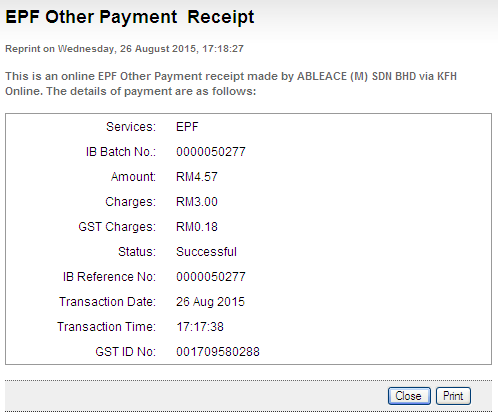 EPF Other Payment Receipt
Reprint on Wednesday, 26 August 2015, 17:18:27
This is an online EPF Other Payment receipt made by ABLEACE (M) SDN BHD via KFH
Online. The details of payment are as follows:
Services: EPF
IB Batch No.: 0000050277
Amount: RM4.57
Charges: RM3.00
GST Charges: RM0.18
Status: Successful
IB Reference No: 0000050277
Transaction Date: 26 Aug 2015
Transaction Time: 17:17:38
GST ID No: 001709580288
Close Print